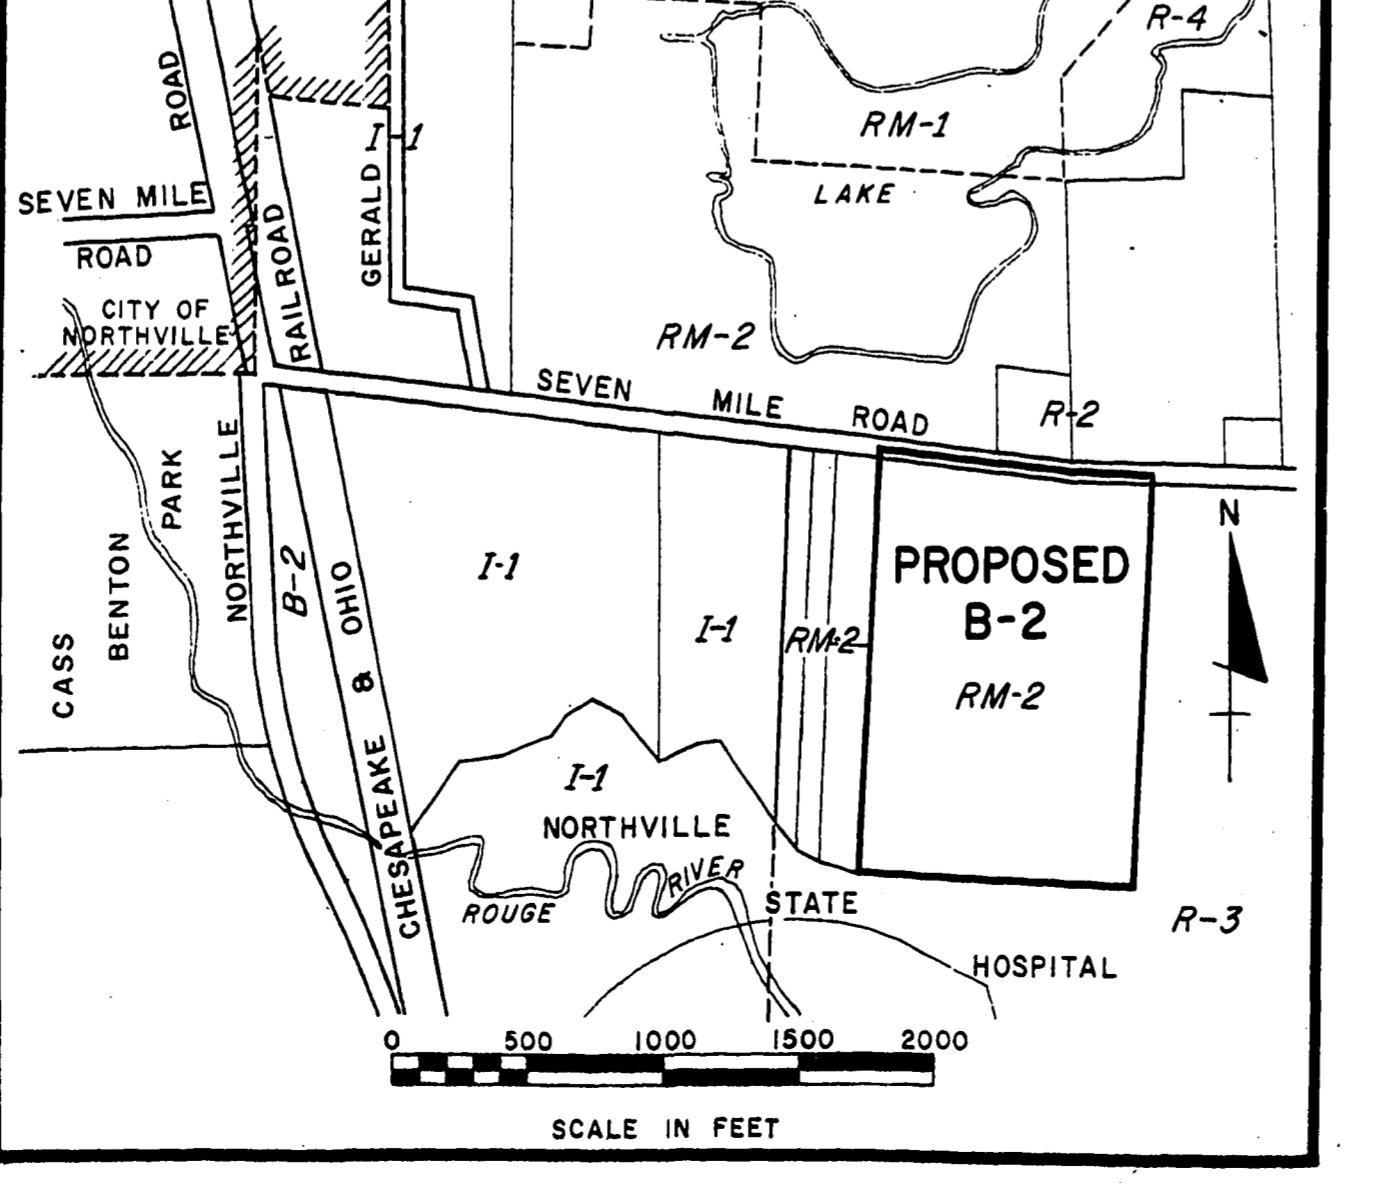 R-4
ROAD
I-1
RM-1
SEVEN MILE
ROAD
LAKE
GERALD
RAILROAD
CITY OF
NORTHVILLE
RM-2
SEVEN MILE ROAD
R-2
NORTHVILLE
CASS BENTON PARK
B-2
CHESAPEAKE & OHIO
I-1
I-1
RM-2
PROPOSED
B-2
RM-2
N
I-1
NORTHVILLE
STATE
HOSPITAL
ROUGE RIVER
R-3
0 500 1000 1500 2000
SCALE IN FEET